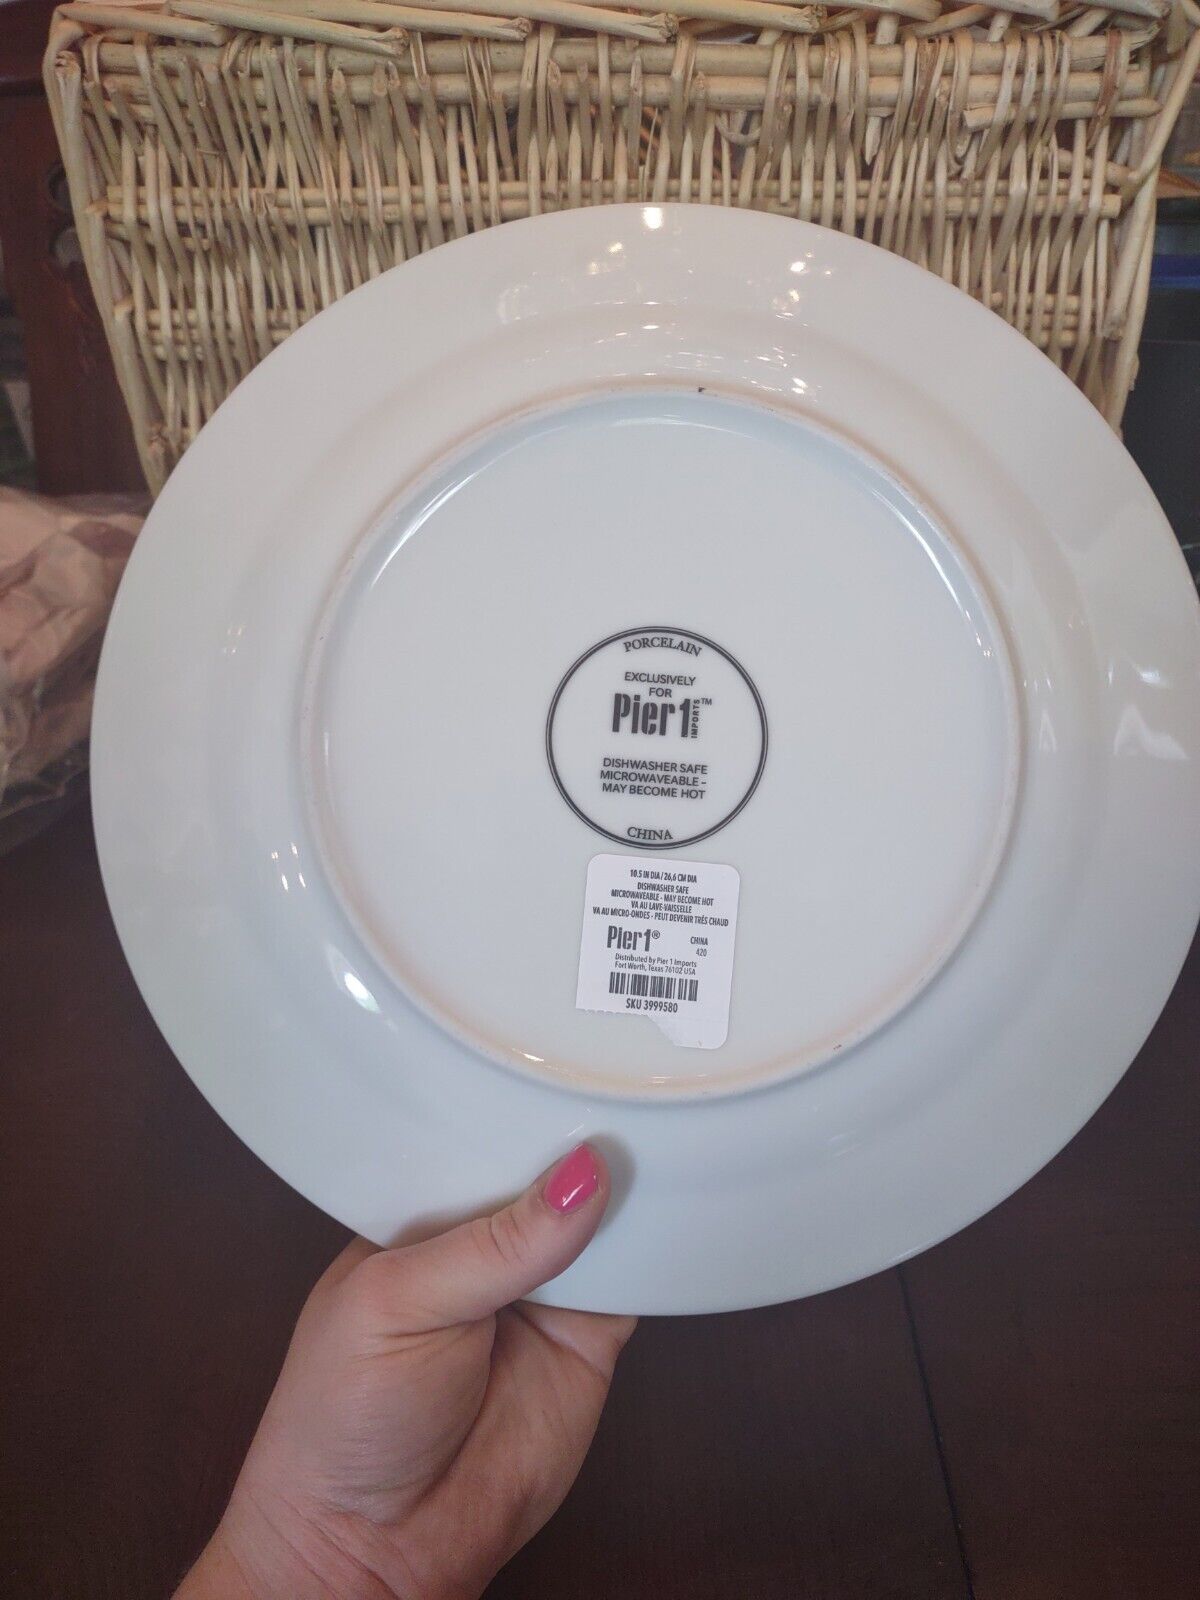 PORCELAIN
EXCLUSIVELY
FOR
Pier 1 IMPORTS™
DISHWASHER SAFE
MICROWAVEABLE –
MAY BECOME HOT
CHINA
10.5 IN DIA / 26,6 CM DIA
DISHWASHER SAFE
MICROWAVEABLE - MAY BECOME HOT
VA AU LAVE-VAISSELLE
VA AU MICRO-ONDES - PEUT DEVENIR TRÈS CHAUD
Pier 1® CHINA
420
Distributed by Pier 1 Imports
Fort Worth, Texas 76102 USA
SKU 3999580